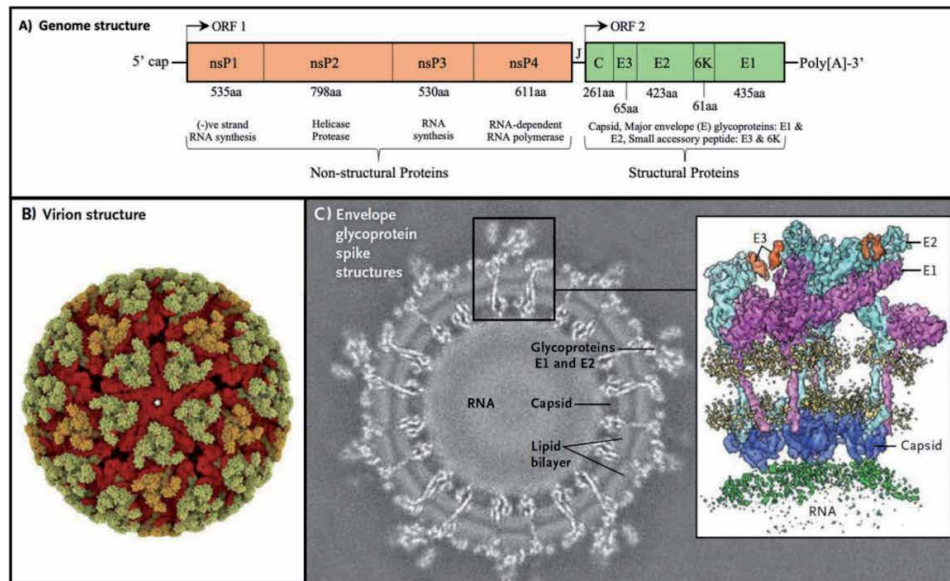 A) Genome structure
ORF 1
ORF 2
5' cap
nsP1
nsP2
nsP3
nsP4
J
C
E3
E2
6K
E1
Poly[A]-3'
535aa
798aa
530aa
611aa
261aa
65aa
423aa
61aa
435aa
(-)ve strand
RNA synthesis
Helicase
Protease
RNA
synthesis
RNA-dependent
RNA polymerase
Capsid, Major envelope (E) glycoproteins: E1 &
E2, Small accessory peptide: E3 & 6K
Non-structural Proteins
Structural Proteins
B) Virion structure
C) Envelope
glycoprotein
spike
structures
Glycoproteins
E1 and E2
RNA
Capsid
Lipid
bilayer
E3
E2
E1
Capsid
RNA